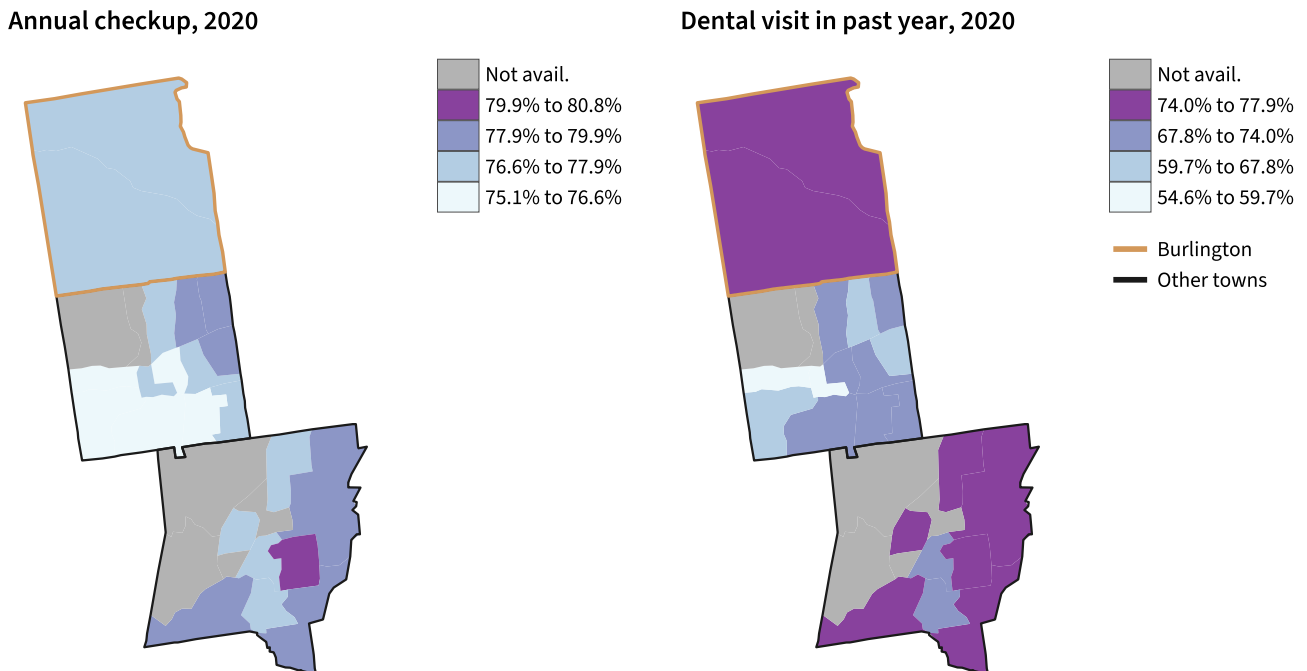 Annual checkup, 2020
Not avail.
79.9% to 80.8%
77.9% to 79.9%
76.6% to 77.9%
75.1% to 76.6%
Dental visit in past year, 2020
Not avail.
74.0% to 77.9%
67.8% to 74.0%
59.7% to 67.8%
54.6% to 59.7%
Burlington
Other towns